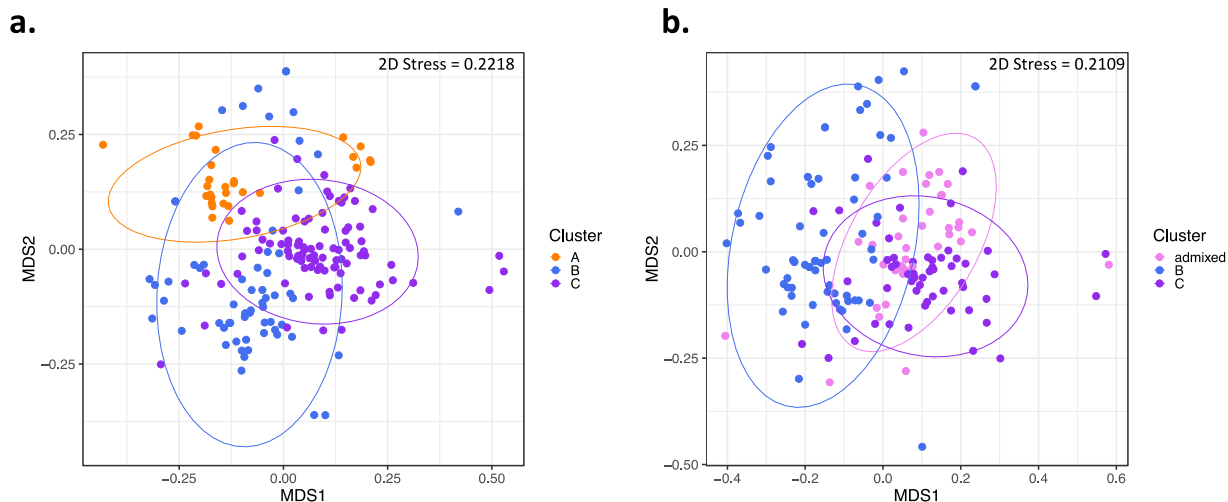 a.
2D Stress = 0.2218
0.25
0.00
−0.25
MDS2
−0.25
0.00
0.25
0.50
MDS1
Cluster
A
B
C
b.
2D Stress = 0.2109
0.25
0.00
−0.25
−0.50
MDS2
−0.4
−0.2
0.0
0.2
0.4
0.6
MDS1
Cluster
admixed
B
C